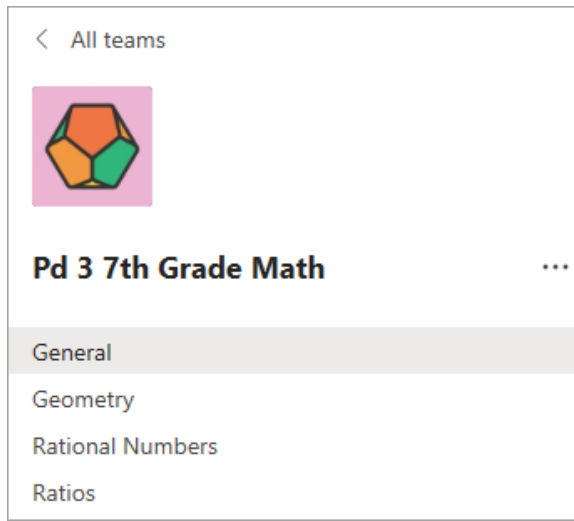 All teams
Pd 3 7th Grade Math
General
Geometry
Rational Numbers
Ratios